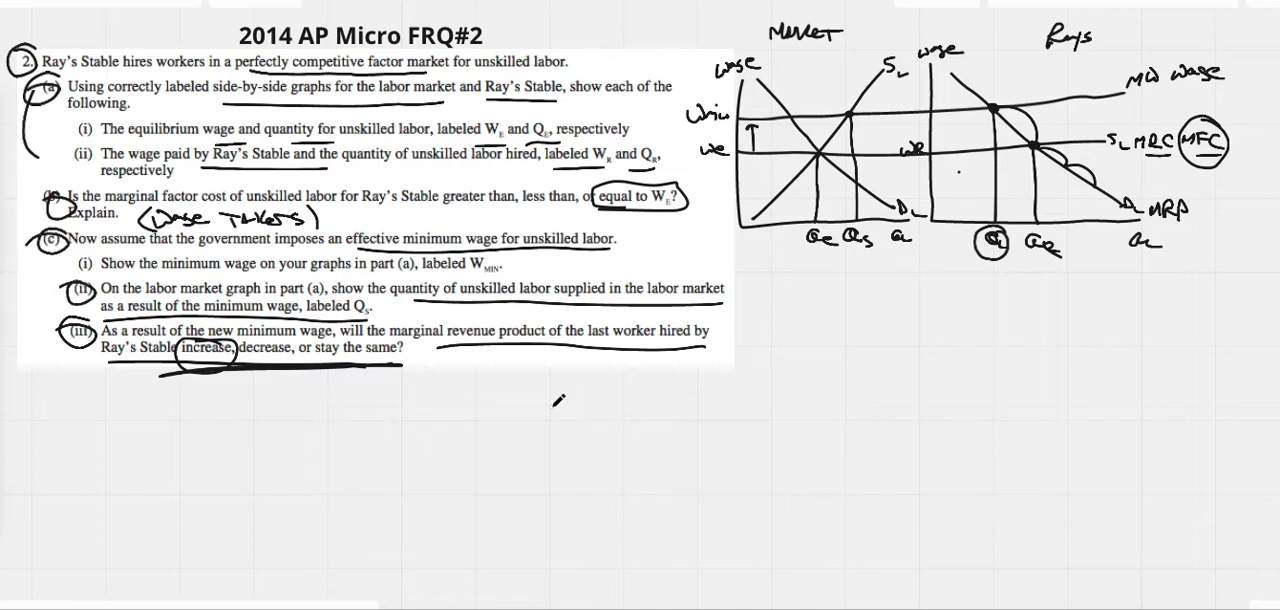 2014 AP Micro FRQ#2
2. Ray's Stable hires workers in a perfectly competitive factor market for unskilled labor.
(a) Using correctly labeled side-by-side graphs for the labor market and Ray's Stable, show each of the
following.
(i) The equilibrium wage and quantity for unskilled labor, labeled WE and QE, respectively
(ii) The wage paid by Ray's Stable and the quantity of unskilled labor hired, labeled WR and QR,
respectively
(b) Is the marginal factor cost of unskilled labor for Ray's Stable greater than, less than, or equal to WE?
Explain.
(Wage Takers)
(c) Now assume that the government imposes an effective minimum wage for unskilled labor.
(i) Show the minimum wage on your graphs in part (a), labeled WMIN.
(ii) On the labor market graph in part (a), show the quantity of unskilled labor supplied in the labor market
as a result of the minimum wage, labeled QS.
(iii) As a result of the new minimum wage, will the marginal revenue product of the last worker hired by
Ray's Stable increase, decrease, or stay the same?
Market
Wage
SL
Wmin
We
DL
Qe Qs QL
Rays
Wage
MW Wage
We
SL MRC MFC
DL MRP
QR QL